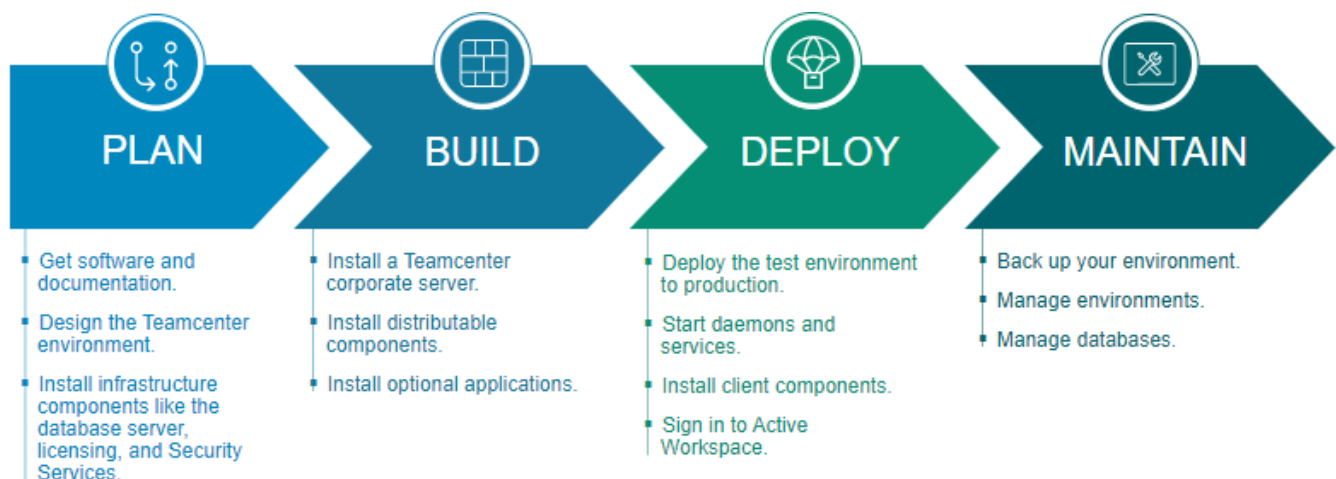 PLAN
Get software and
documentation.
Design the Teamcenter
environment.
Install infrastructure
components like the
database server,
licensing, and Security
Services.
BUILD
Install a Teamcenter
corporate server.
Install distributable
components.
Install optional applications.
DEPLOY
Deploy the test environment
to production.
Start daemons and
services.
Install client components.
Sign in to Active
Workspace.
MAINTAIN
Back up your environment.
Manage environments.
Manage databases.